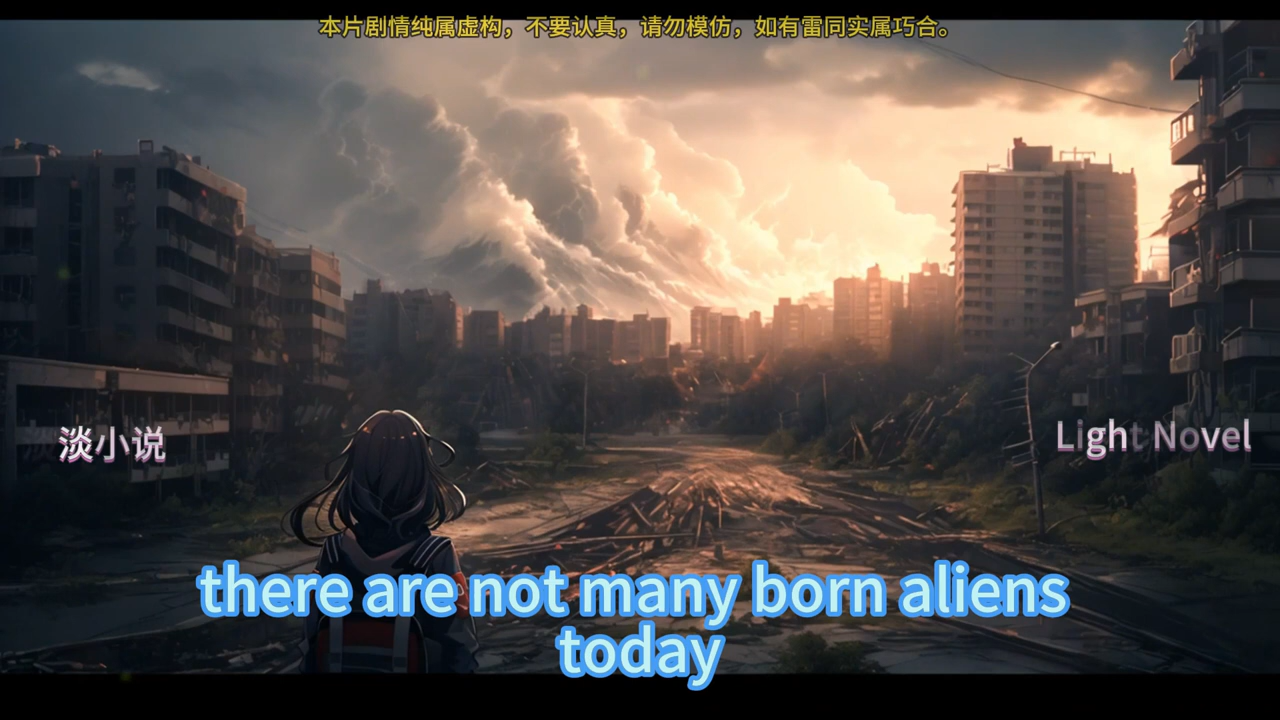 本片剧情纯属虚构，不要认真，请勿模仿，如有雷同实属巧合。
淡小说
Light Novel
there are not many born aliens
today